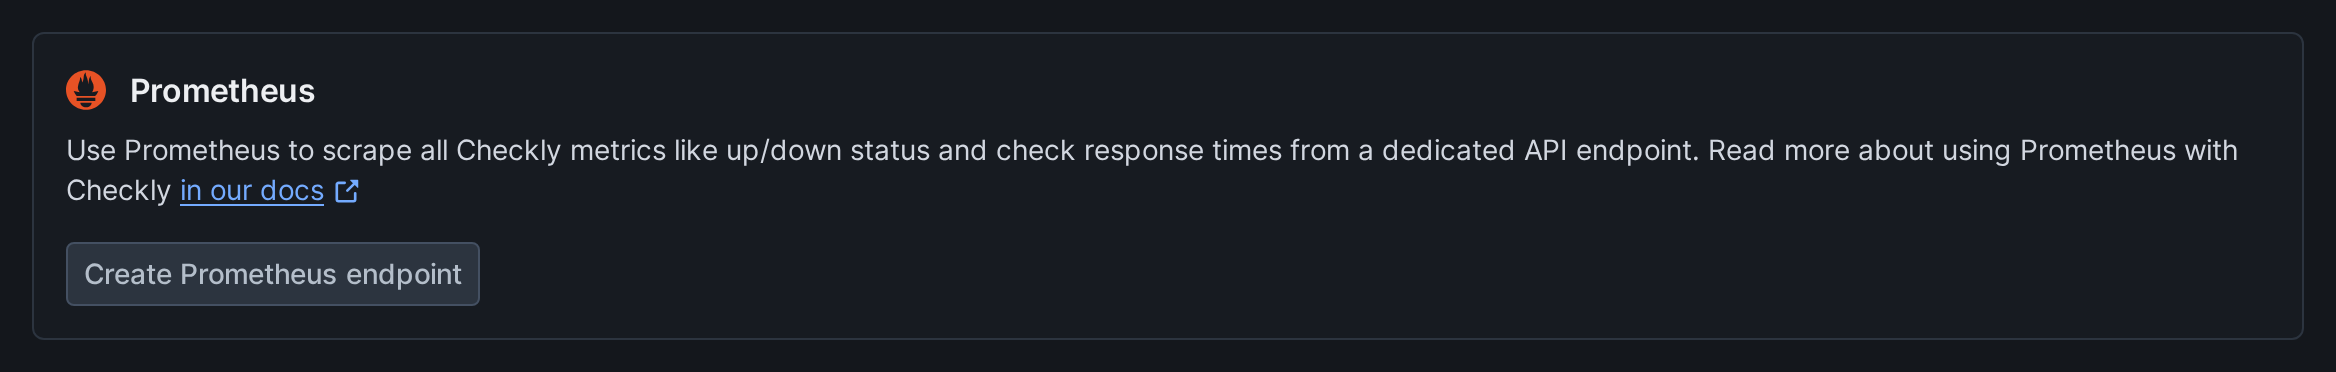 Prometheus
Use Prometheus to scrape all Checkly metrics like up/down status and check response times from a dedicated API endpoint. Read more about using Prometheus with
Checkly in our docs
Create Prometheus endpoint